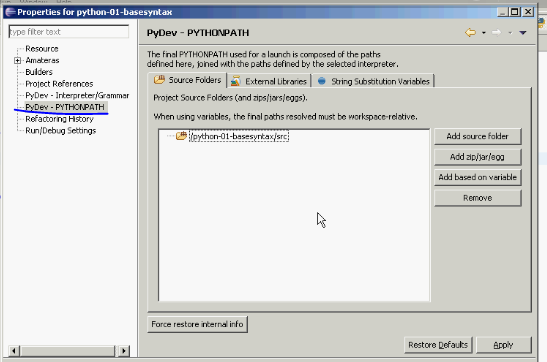 Properties for python-01-basesyntax
type filter text
Resource
Amateras
Builders
Project References
PyDev - Interpreter/Grammar
PyDev - PYTHONPATH
Refactoring History
Run/Debug Settings
PyDev - PYTHONPATH
The final PYTHONPATH used for a launch is composed of the paths
defined here, joined with the paths defined by the selected interpreter.
Source Folders
External Libraries
String Substitution Variables
Project Source Folders (and zips/jars/eggs).
When using variables, the final paths resolved must be workspace-relative.
/python-01-basesyntax/src
Add source folder
Add zip/jar/egg
Add based on variable
Remove
Force restore internal info
Restore Defaults
Apply